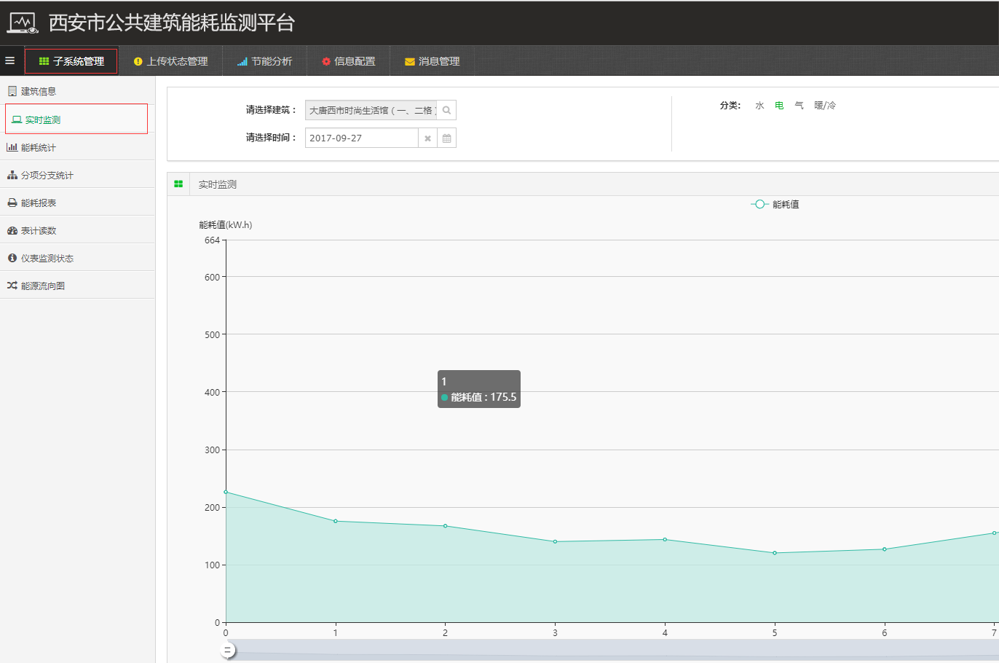 西安市公共建筑能耗监测平台
子系统管理 上传状态管理 节能分析 信息配置 消息管理
建筑信息
实时监测
能耗统计
分项分支统计
能耗报表
表计读数
仪表监测状态
能源流向图
请选择建筑： 大唐西市时尚生活馆（一、二格）
请选择时间： 2017-09-27
分类: 水 电 气 暖/冷
实时监测
能耗值
能耗值(kW.h)
664
600
500
400
300
200
100
0
1
能耗值 : 175.5
0 1 2 3 4 5 6 7